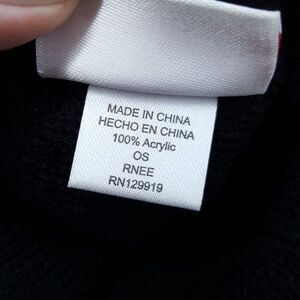 MADE IN CHINA
HECHO EN CHINA
100% Acrylic
OS
RNEE
RN129919